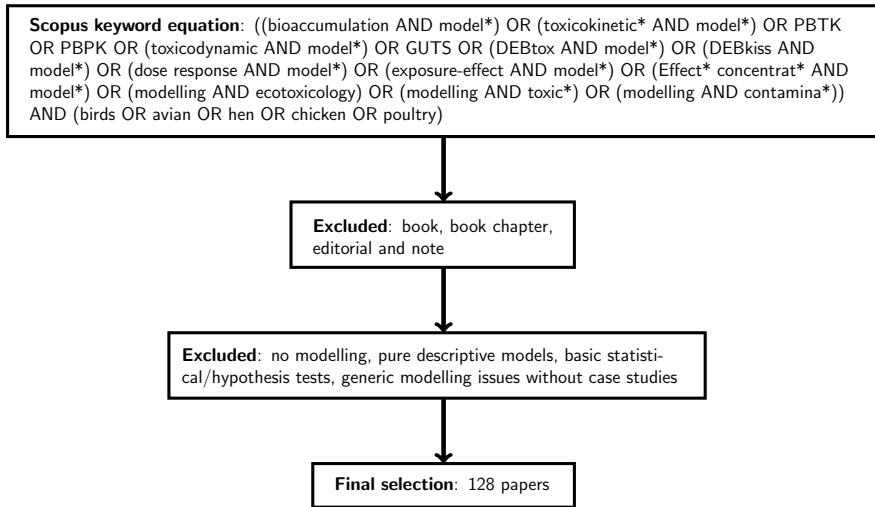 Scopus keyword equation: ((bioaccumulation AND model*) OR (toxicokinetic* AND model*) OR PBTK
OR PBPK OR (toxicodynamic AND model*) OR GUTS OR (DEBtox AND model*) OR (DEBkiss AND
model*) OR (dose response AND model*) OR (exposure-effect AND model*) OR (Effect* concentrat* AND
model*) OR (modelling AND ecotoxicology) OR (modelling AND toxic*) OR (modelling AND contamina*))
AND (birds OR avian OR hen OR chicken OR poultry)
Excluded: book, book chapter,
editorial and note
Excluded: no modelling, pure descriptive models, basic statisti-
cal/hypothesis tests, generic modelling issues without case studies
Final selection: 128 papers